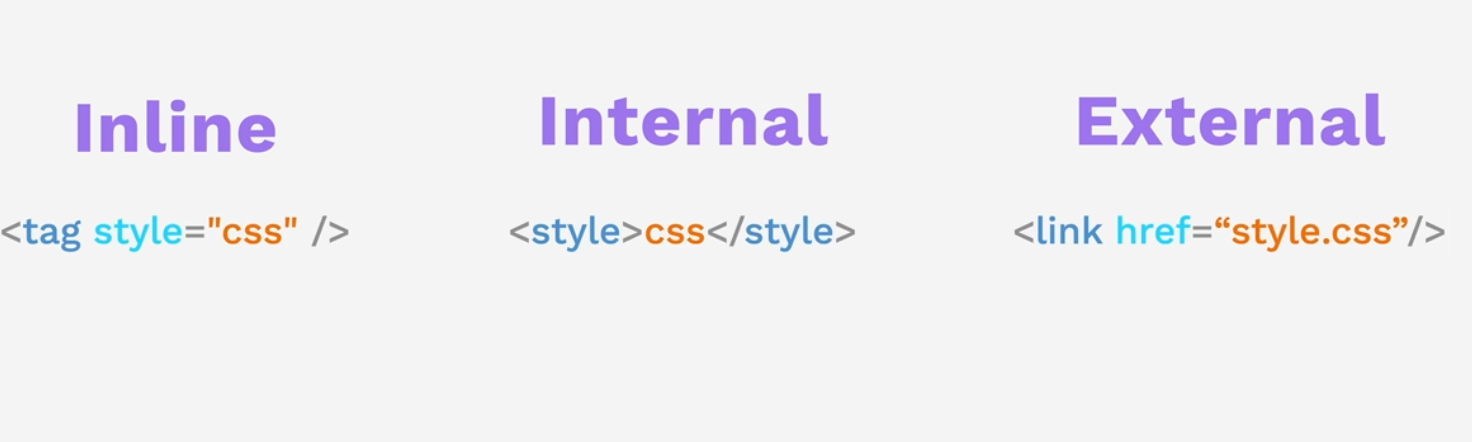 Inline Internal External
<tag style="css" /> <style>css</style> <link href=“style.css”/>